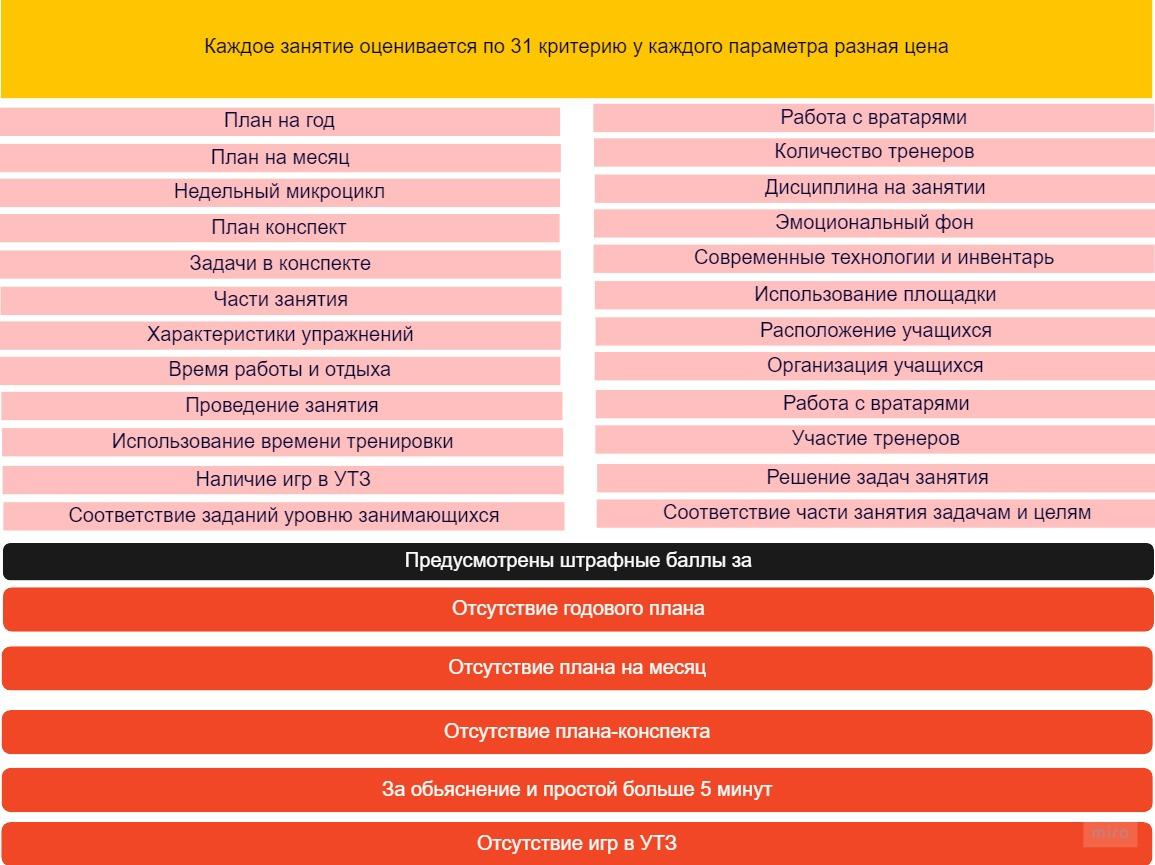 Каждое занятие оценивается по 31 критерию у каждого параметра разная цена
План на год
План на месяц
Недельный микроцикл
План конспект
Задачи в конспекте
Части занятия
Характеристики упражнений
Время работы и отдыха
Проведение занятия
Использование времени тренировки
Наличие игр в УТЗ
Соответствие заданий уровню занимающихся
Работа с вратарями
Количество тренеров
Дисциплина на занятии
Эмоциональный фон
Современные технологии и инвентарь
Использование площадки
Расположение учащихся
Организация учащихся
Работа с вратарями
Участие тренеров
Решение задач занятия
Соответствие части занятия задачам и целям
Предусмотрены штрафные баллы за
Отсутствие годового плана
Отсутствие плана на месяц
Отсутствие плана-конспекта
За обьяснение и простой больше 5 минут
Отсутствие игр в УТЗ
miro